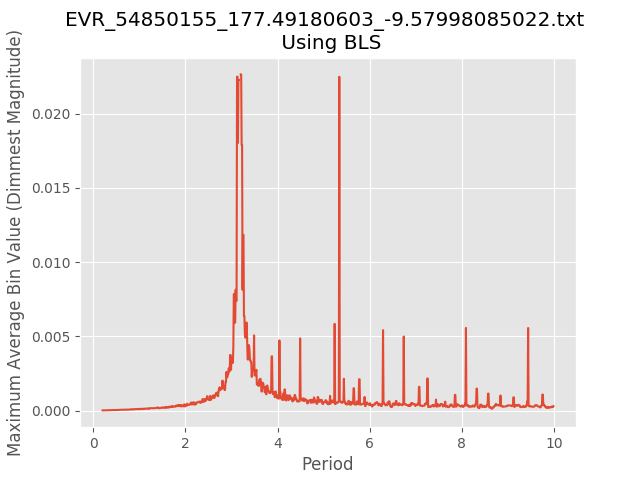 EVR_54850155_177.49180603_-9.57998085022.txt
Using BLS
Maximum Average Bin Value (Dimmest Magnitude)
0.020
0.015
0.010
0.005
0.000
0
2
4
6
8
10
Period